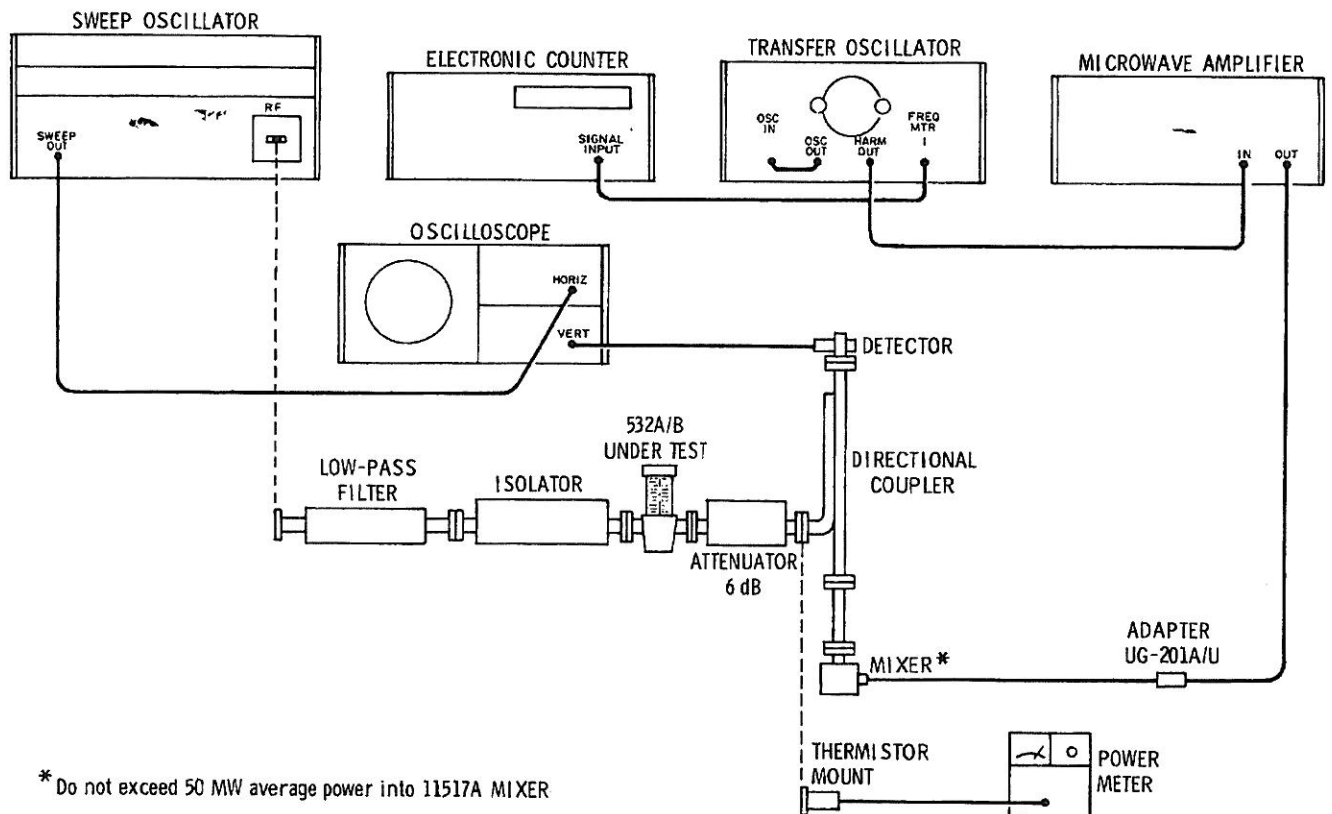 SWEEP OSCILLATOR
RF
SWEEP
OUT
ELECTRONIC COUNTER
SIGNAL
INPUT
TRANSFER OSCILLATOR
OSC
IN
OSC
OUT
HARM
OUT
FREQ
MTR
I
MICROWAVE AMPLIFIER
IN
OUT
OSCILLOSCOPE
HORIZ
VERT
DETECTOR
532A/B
UNDER TEST
LOW-PASS
FILTER
ISOLATOR
DIRECTIONAL
COUPLER
ATTENUATOR
6 dB
MIXER*
ADAPTER
UG-201A/U
THERMISTOR
MOUNT
POWER
METER
* Do not exceed 50 MW average power into 11517A MIXER